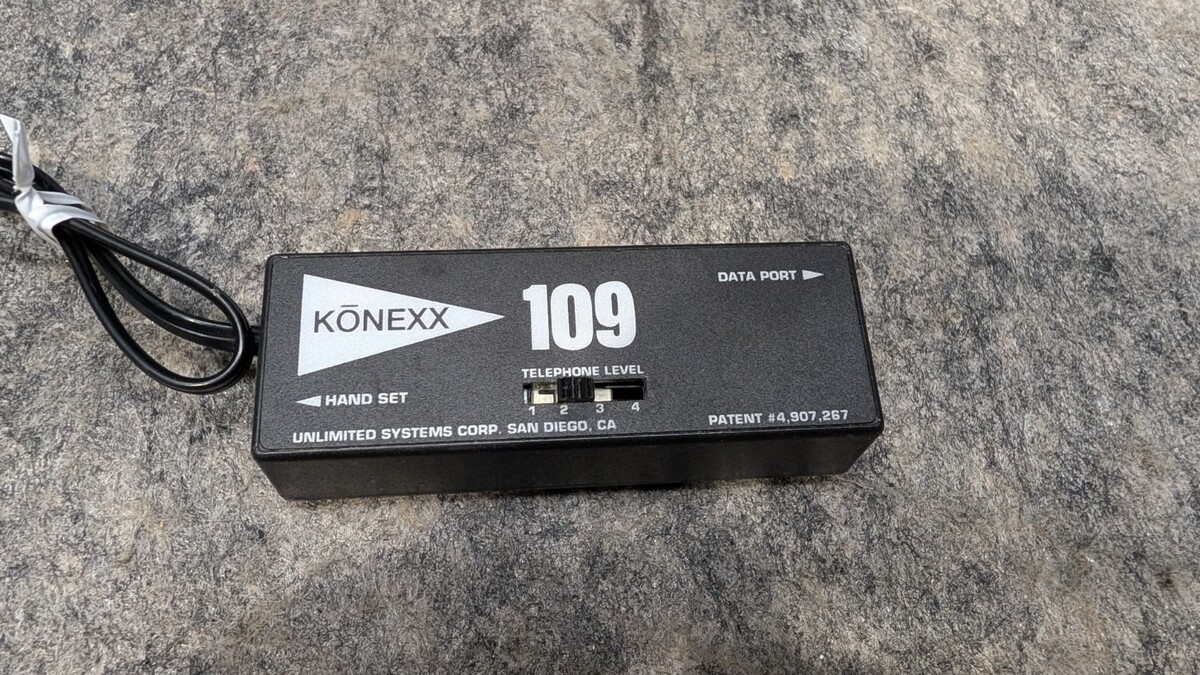 KŌNEXX
109
DATA PORT
TELEPHONE LEVEL
1 2 3 4
HAND SET
UNLIMITED SYSTEMS CORP. SAN DIEGO, CA
PATENT #4,907,267